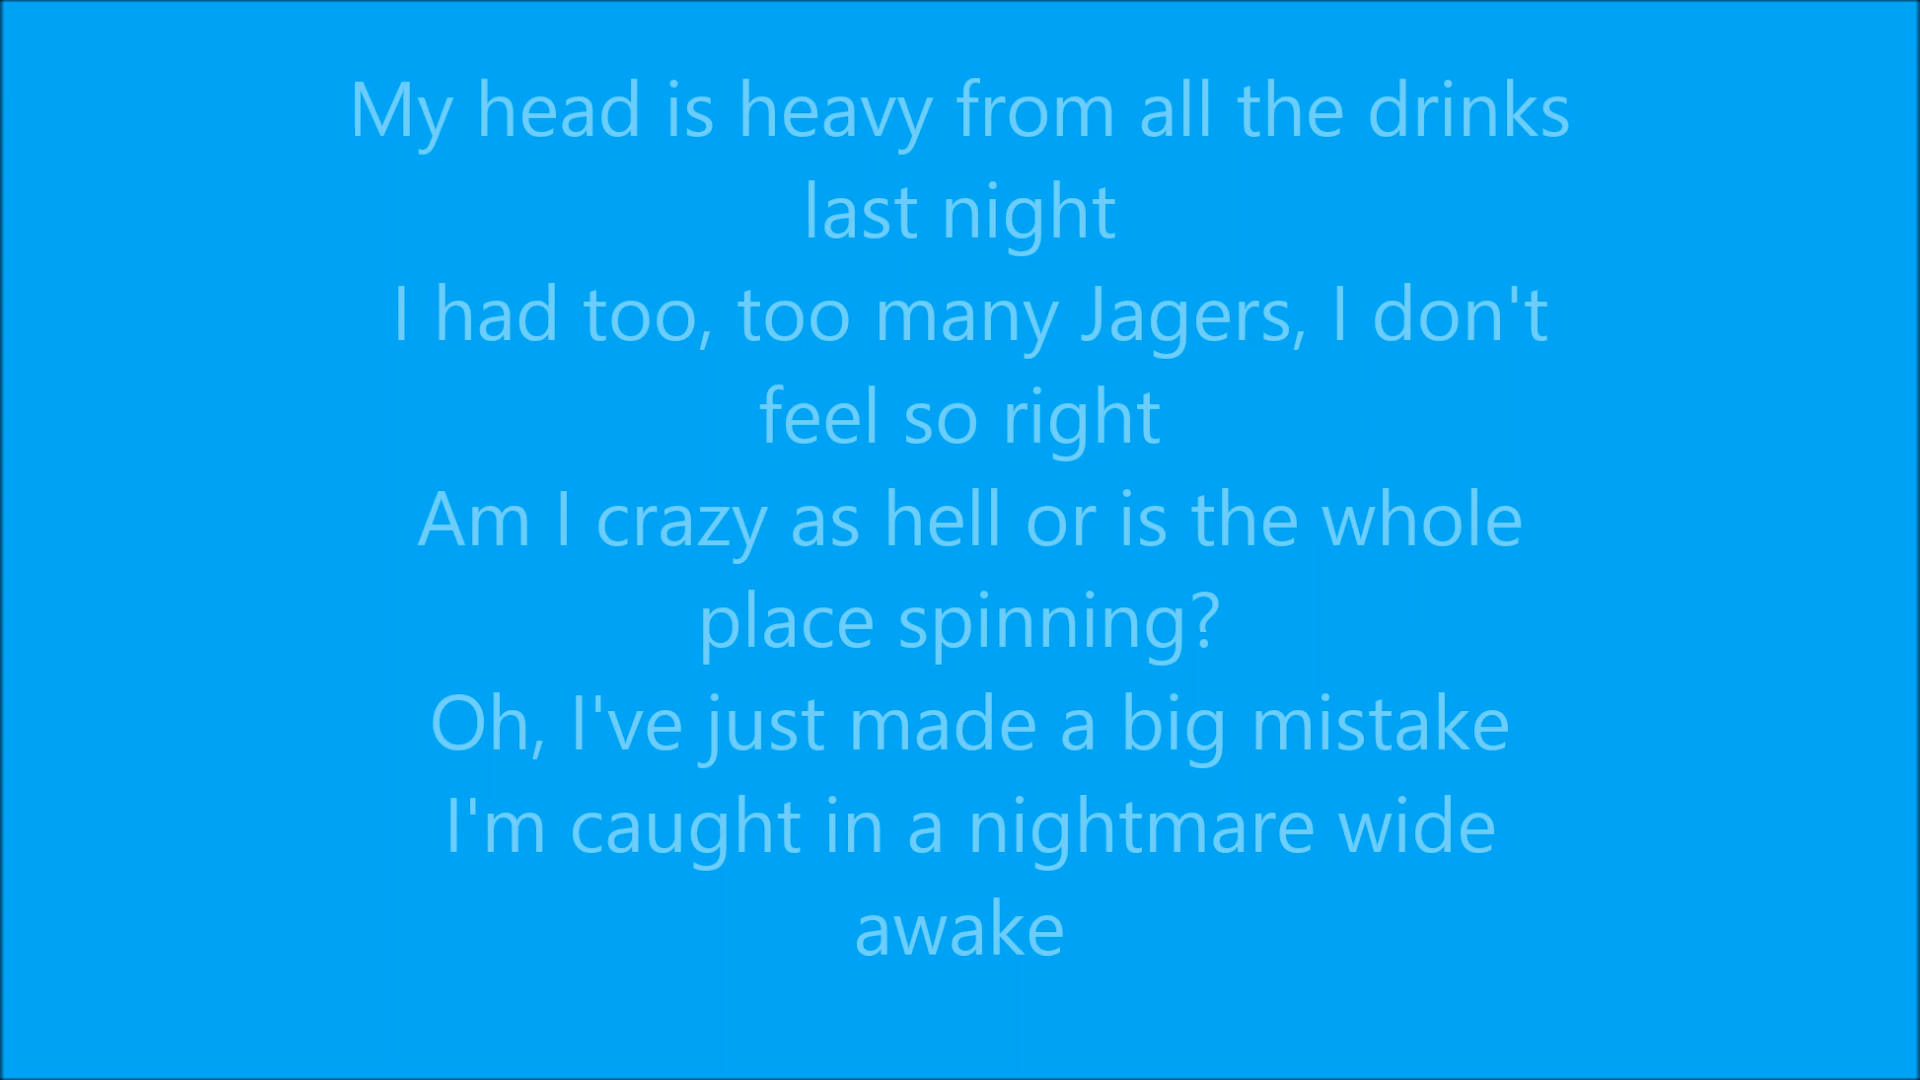 My head is heavy from all the drinks
last night
I had too, too many Jagers, I don't
feel so right
Am I crazy as hell or is the whole
place spinning?
Oh, I've just made a big mistake
I'm caught in a nightmare wide
awake